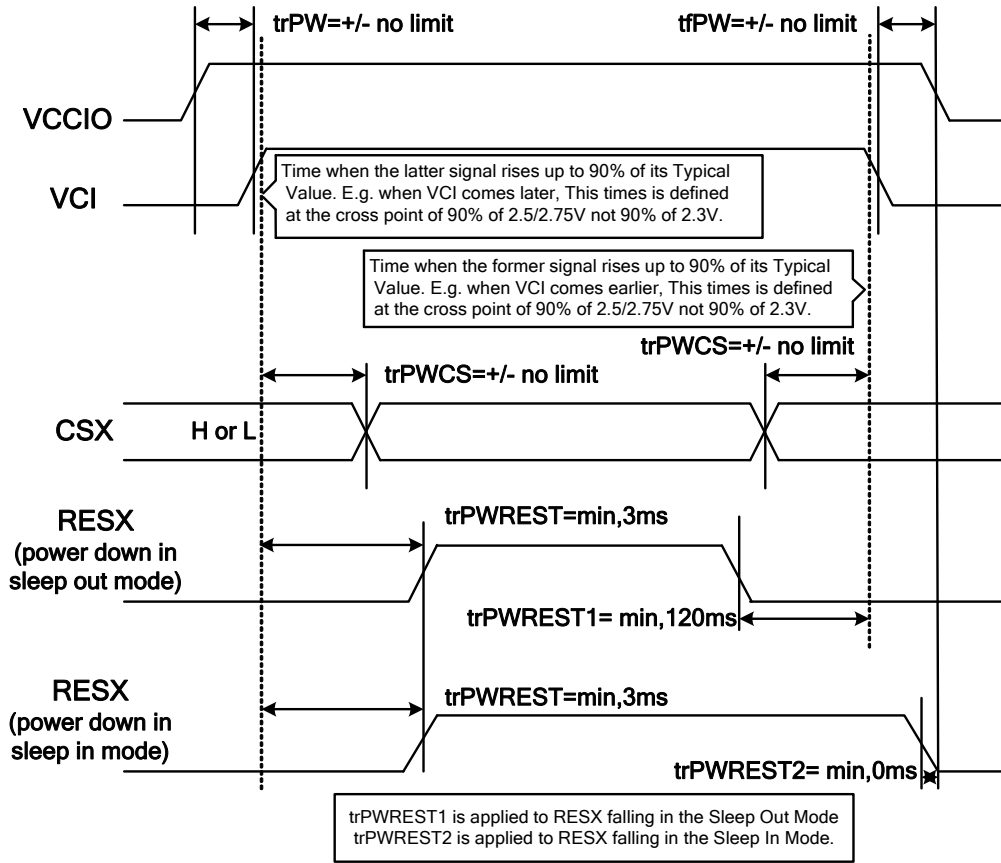 trPW=+/- no limit
tfPW=+/- no limit
VCCIO
VCI
Time when the latter signal rises up to 90% of its Typical
Value. E.g. when VCI comes later, This times is defined
at the cross point of 90% of 2.5/2.75V not 90% of 2.3V.
Time when the former signal rises up to 90% of its Typical
Value. E.g. when VCI comes earlier, This times is defined
at the cross point of 90% of 2.5/2.75V not 90% of 2.3V.
trPWCS=+/- no limit
trPWCS=+/- no limit
CSX
H or L
RESX
(power down in
sleep out mode)
trPWREST=min,3ms
trPWREST1= min,120ms
RESX
(power down in
sleep in mode)
trPWREST=min,3ms
trPWREST2= min,0ms
trPWREST1 is applied to RESX falling in the Sleep Out Mode
trPWREST2 is applied to RESX falling in the Sleep In Mode.